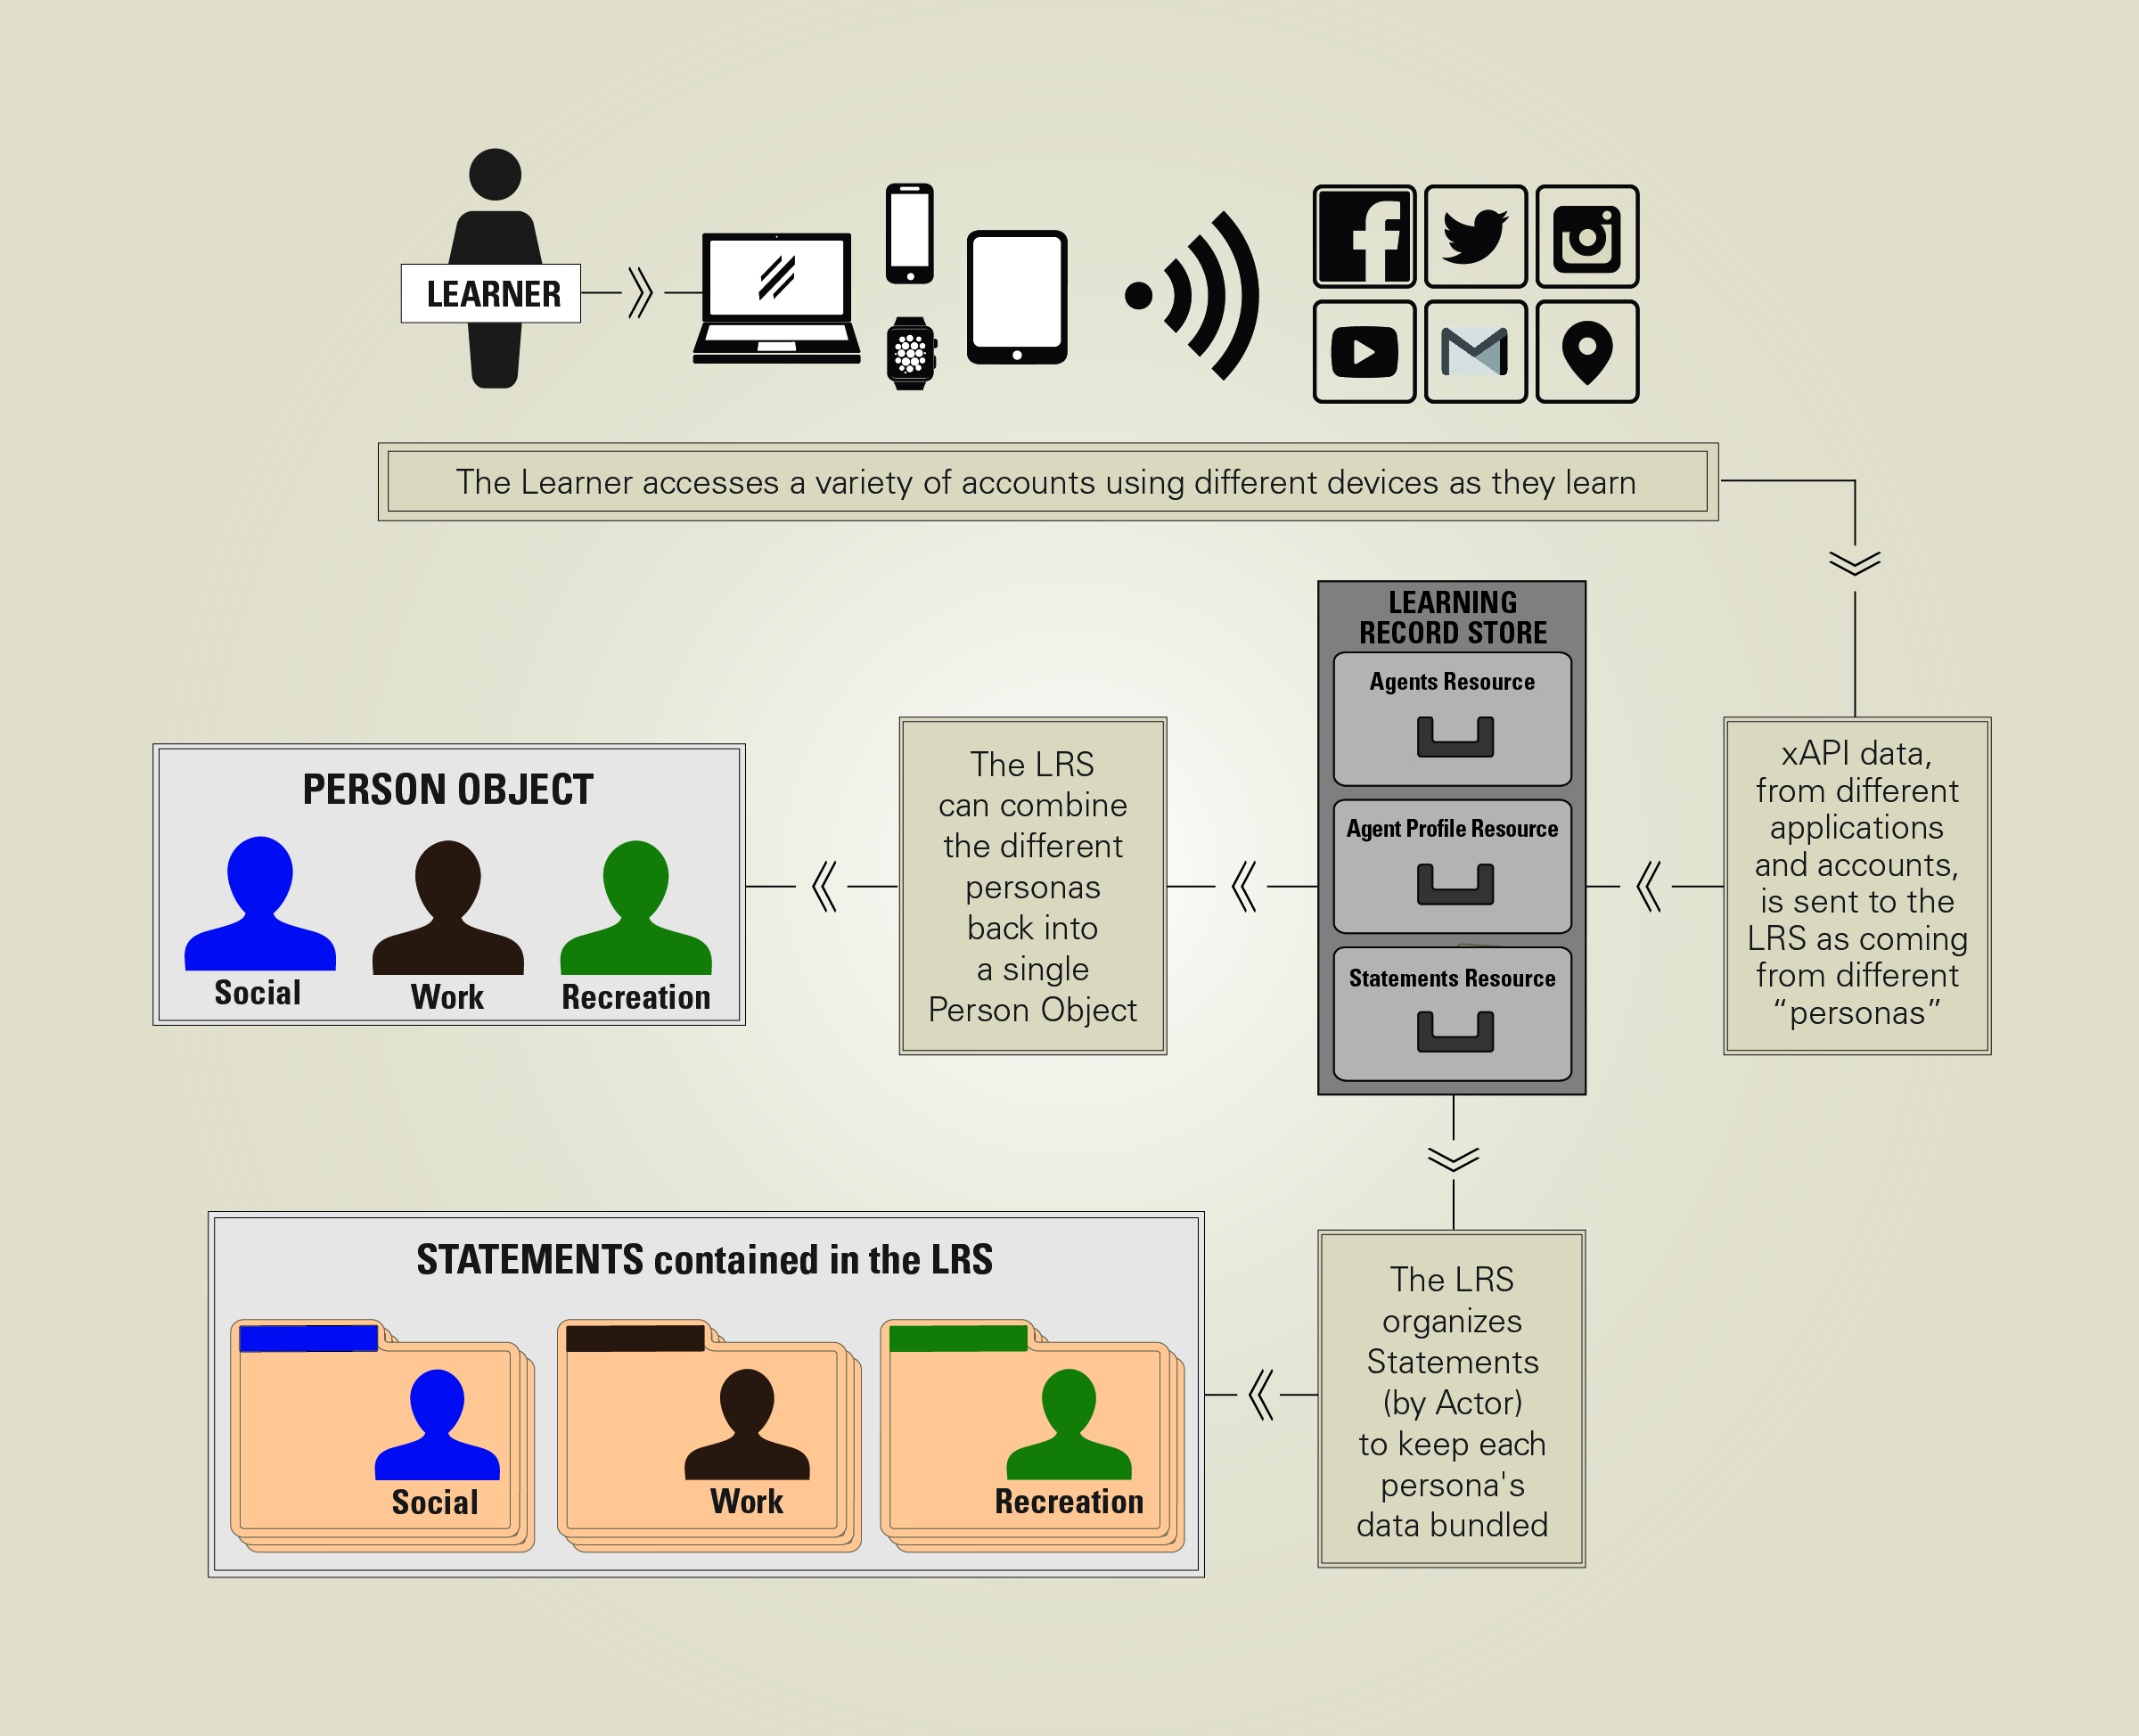 LEARNER
The Learner accesses a variety of accounts using different devices as they learn
LEARNING
RECORD STORE
Agents Resource
Agent Profile Resource
Statements Resource
xAPI data,
from different
applications
and accounts,
is sent to the
LRS as coming
from different
“personas”
The LRS
can combine
the different
personas
back into
a single
Person Object
PERSON OBJECT
Social
Work
Recreation
The LRS
organizes
Statements
(by Actor)
to keep each
persona's
data bundled
STATEMENTS contained in the LRS
Social
Work
Recreation